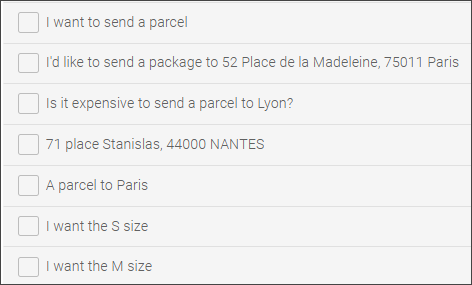 I want to send a parcel
I'd like to send a package to 52 Place de la Madeleine, 75011 Paris
Is it expensive to send a parcel to Lyon?
71 place Stanislas, 44000 NANTES
A parcel to Paris
I want the S size
I want the M size